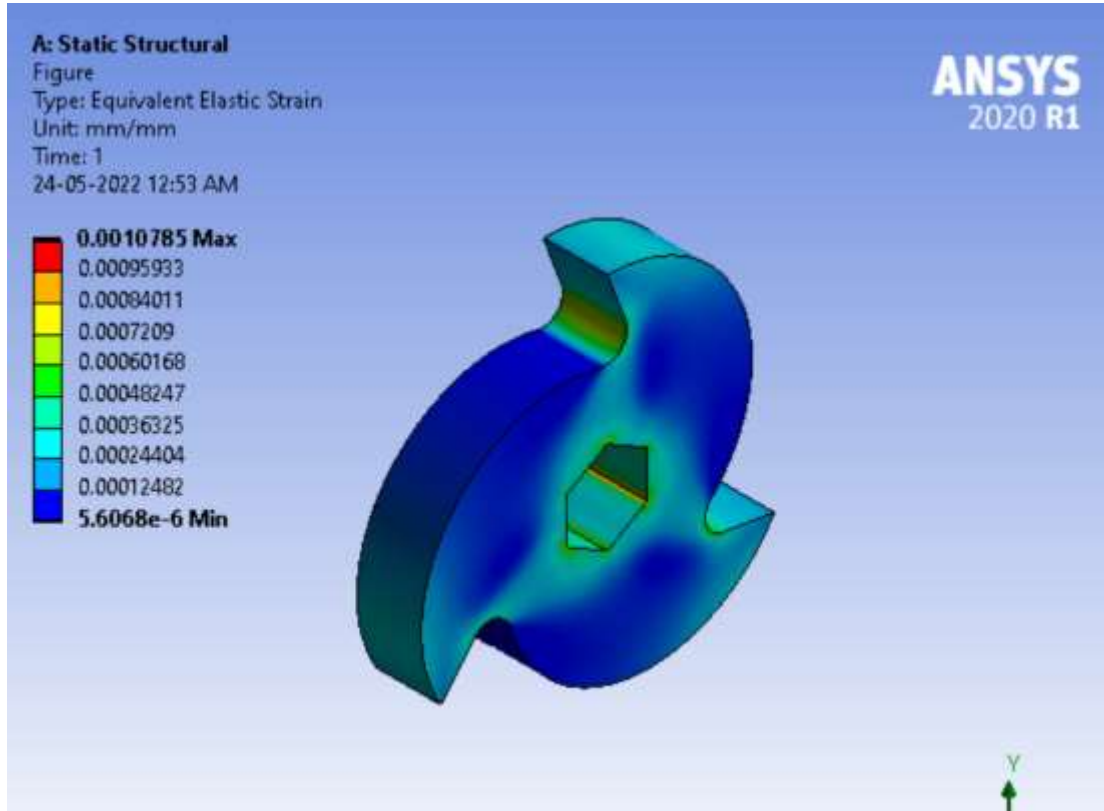 A: Static Structural
Figure
Type: Equivalent Elastic Strain
Unit: mm/mm
Time: 1
24-05-2022 12:53 AM
ANSYS
2020 R1
0.0010785 Max
0.00095933
0.00084011
0.0007209
0.00060168
0.00048247
0.00036325
0.00024404
0.00012482
5.6068e-6 Min
Y